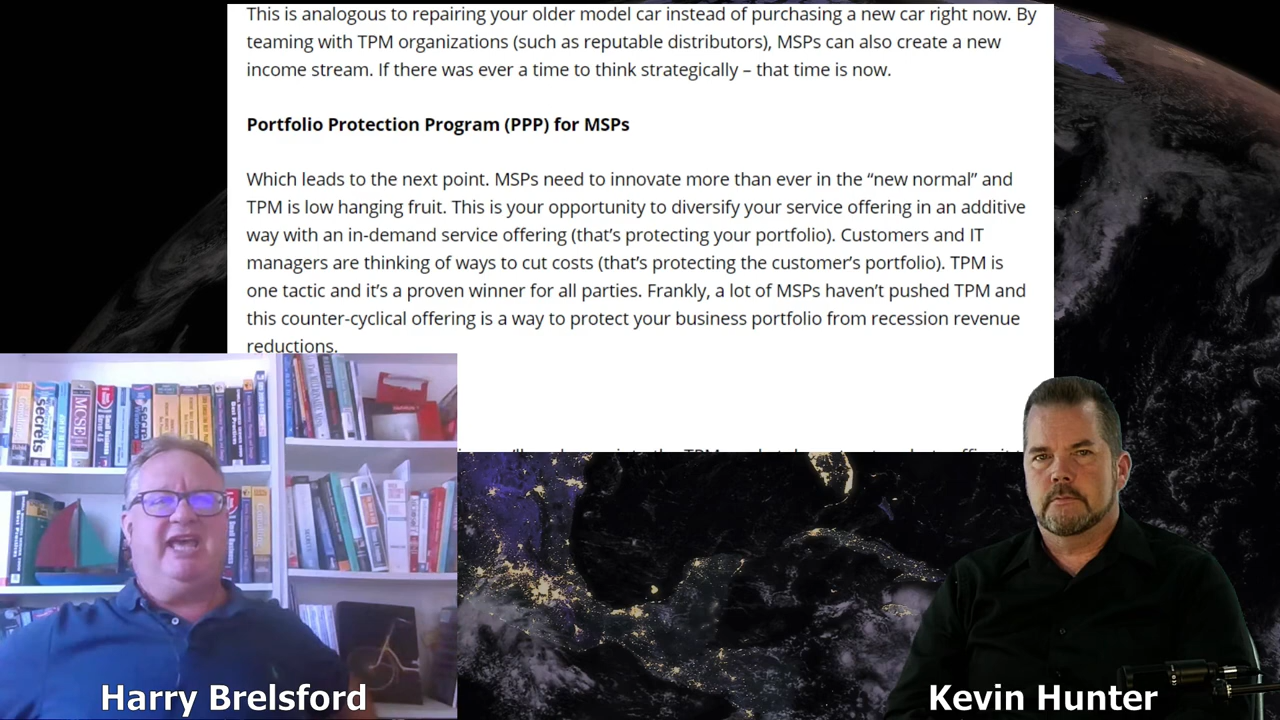 This is analogous to repairing your older model car instead of purchasing a new car right now. By
teaming with TPM organizations (such as reputable distributors), MSPs can also create a new
income stream. If there was ever a time to think strategically – that time is now.
Portfolio Protection Program (PPP) for MSPs
Which leads to the next point. MSPs need to innovate more than ever in the “new normal” and
TPM is low hanging fruit. This is your opportunity to diversify your service offering in an additive
way with an in-demand service offering (that’s protecting your portfolio). Customers and IT
managers are thinking of ways to cut costs (that’s protecting the customer’s portfolio). TPM is
one tactic and it’s a proven winner for all parties. Frankly, a lot of MSPs haven’t pushed TPM and
this counter-cyclical offering is a way to protect your business portfolio from recession revenue
reductions.
secrets
MCSE
Harry Brelsford
Kevin Hunter